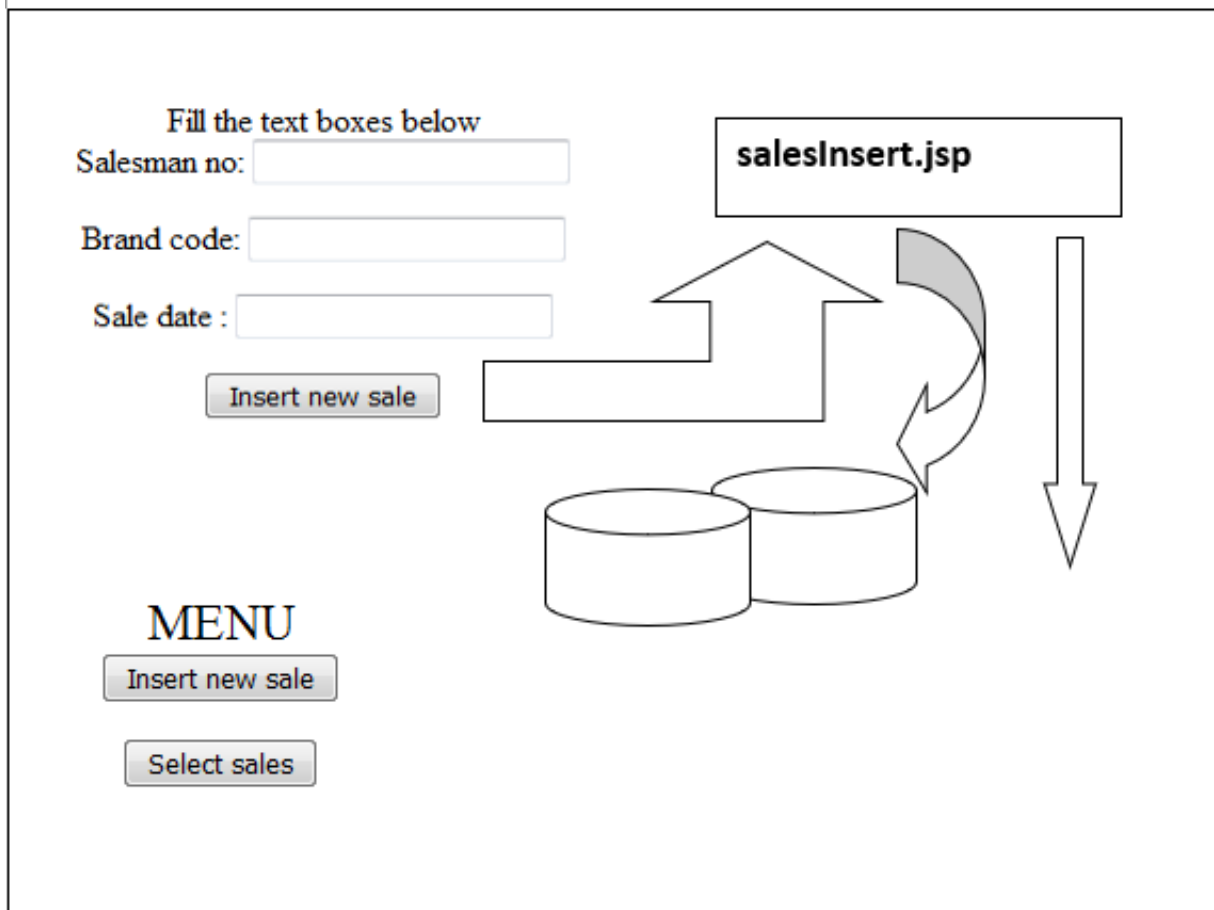 Fill the text boxes below
Salesman no:
Brand code:
Sale date :
Insert new sale
salesInsert.jsp
MENU
Insert new sale
Select sales